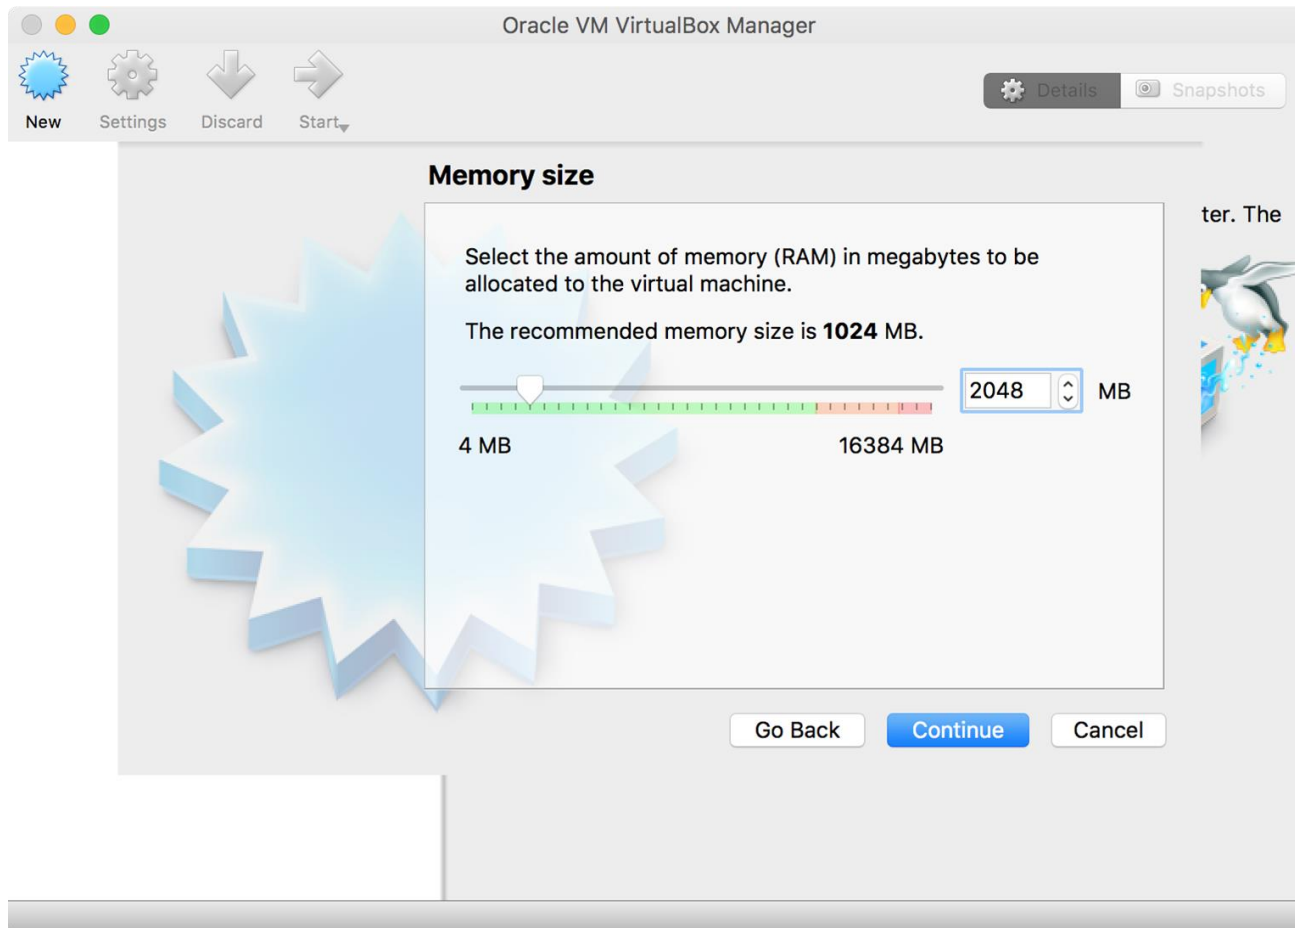 Oracle VM VirtualBox Manager
New Settings Discard Start
Details Snapshots
Memory size
ter. The
Select the amount of memory (RAM) in megabytes to be
allocated to the virtual machine.
The recommended memory size is 1024 MB.
2048 MB
4 MB 16384 MB
Go Back Continue Cancel